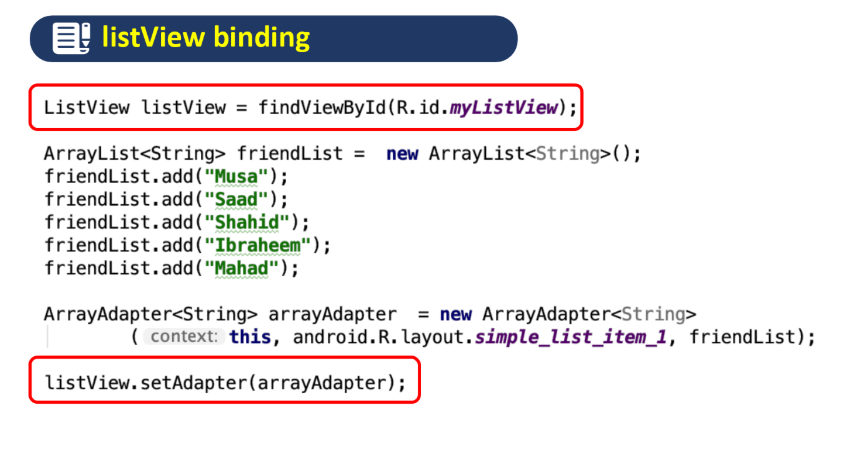 listView binding
ListView listView = findViewById(R.id.myListView);
ArrayList<String> friendList =  new ArrayList<String>();
friendList.add("Musa");
friendList.add("Saad");
friendList.add("Shahid");
friendList.add("Ibraheem");
friendList.add("Mahad");
ArrayAdapter<String> arrayAdapter  = new ArrayAdapter<String>
( context: this, android.R.layout.simple_list_item_1, friendList);
listView.setAdapter(arrayAdapter);